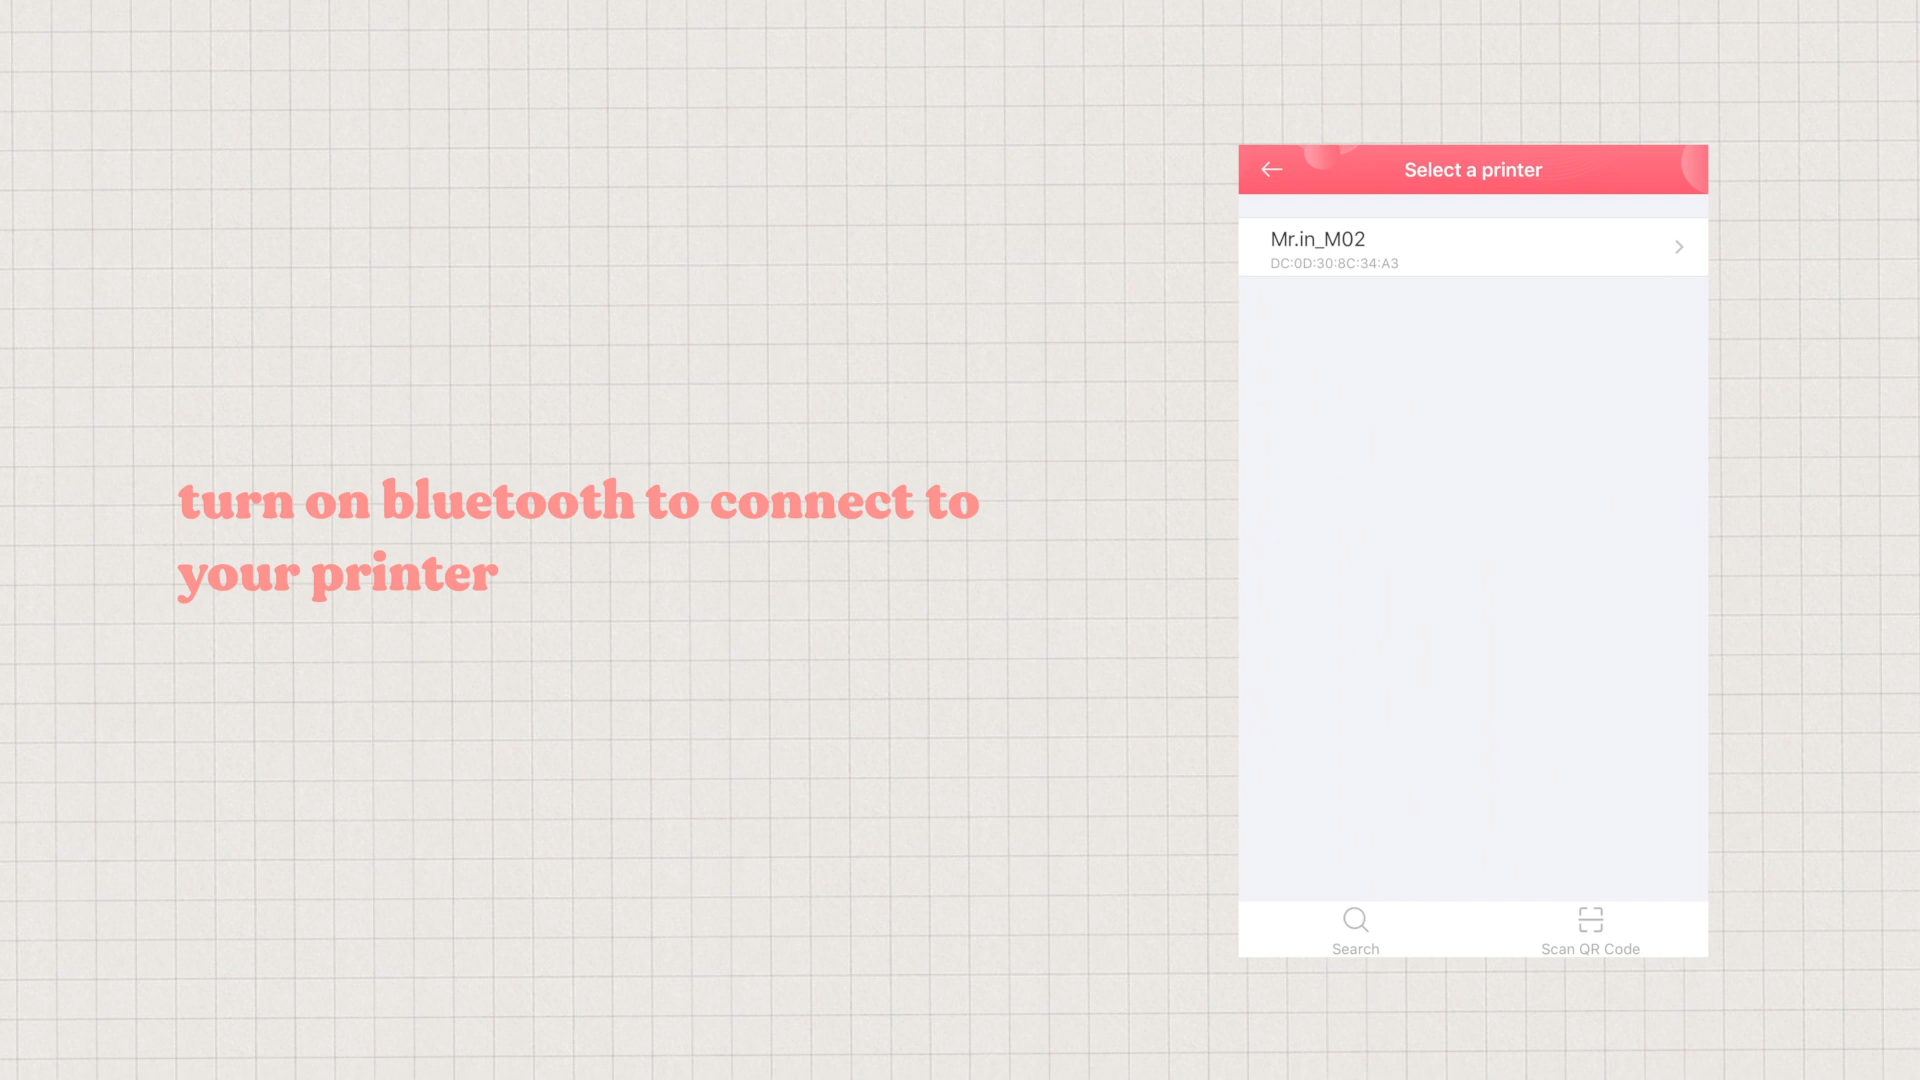 turn on bluetooth to connect to
your printer
Select a printer
Mr.in_M02
DC:0D:30:8C:34:A3
Search
Scan QR Code